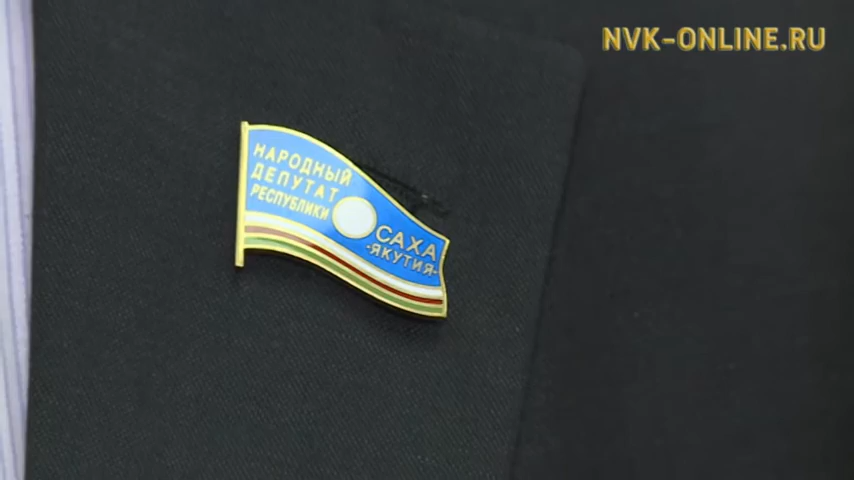 NVK-ONLINE.RU
НАРОДНЫЙ
ДЕПУТАТ
РЕСПУБЛИКИ
САХА
-ЯКУТИЯ-